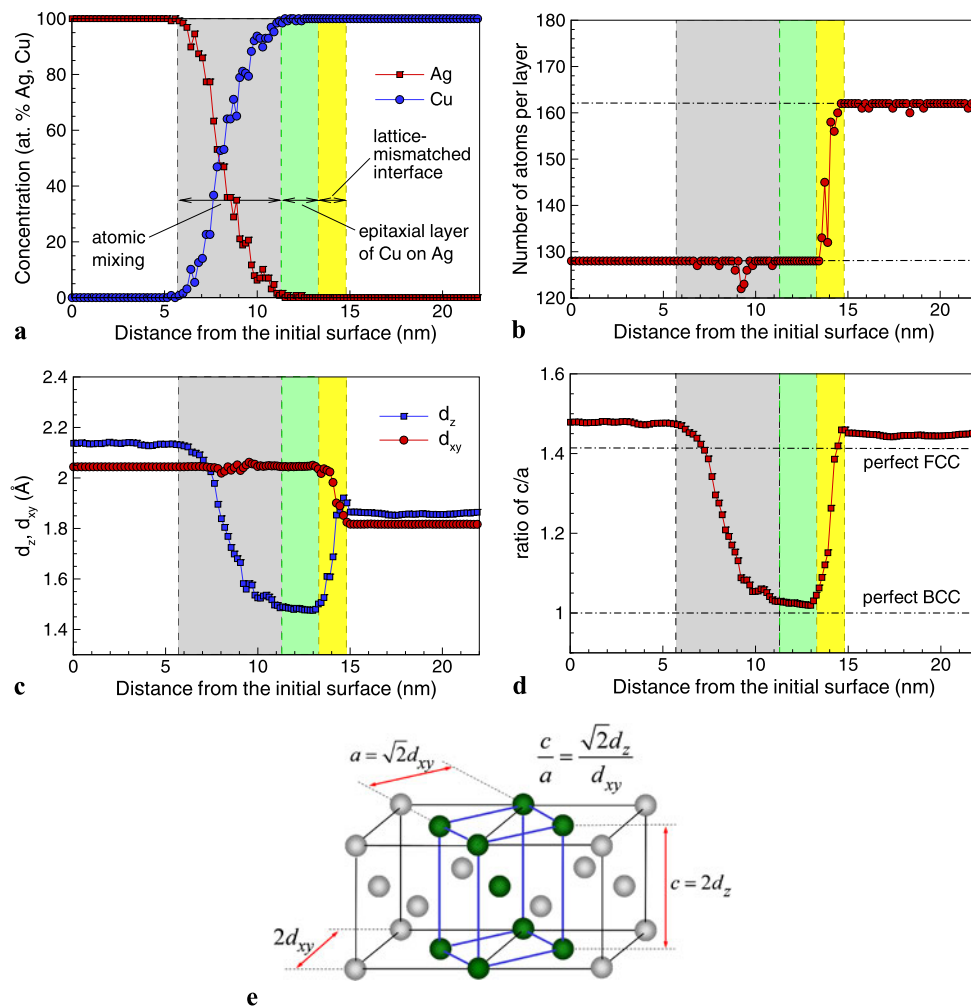 100
80
60
40
20
0
Concentration (at. % Ag, Cu)
Ag
Cu
lattice-
mismatched
interface
atomic
mixing
epitaxial layer
of Cu on Ag
0 5 10 15 20
Distance from the initial surface (nm)
a
180
170
160
150
140
130
120
Number of atoms per layer
0 5 10 15 20
Distance from the initial surface (nm)
b
2.4
2.2
2
1.8
1.6
1.4
d_z, d_xy (Å)
d_z
d_xy
0 5 10 15 20
Distance from the initial surface (nm)
c
1.6
1.4
1.2
1
ratio of c/a
perfect FCC
perfect BCC
0 5 10 15 20
Distance from the initial surface (nm)
d
a = √2d_xy
c/a = √2d_z/d_xy
c = 2d_z
2d_xy
e